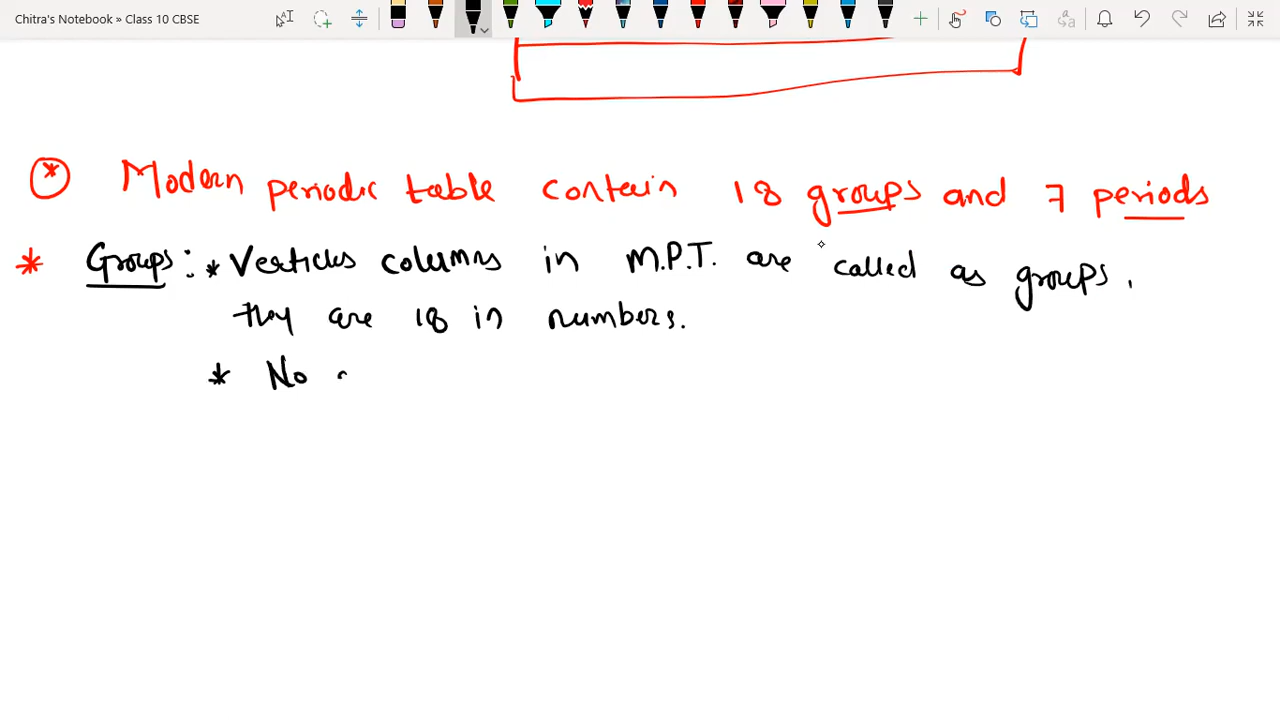 Chitra's Notebook » Class 10 CBSE
* Modern periodic table contain 18 groups and 7 periods
* Groups : * Verticles columns in M.P.T. are called as groups.
They are 18 in numbers.
* No